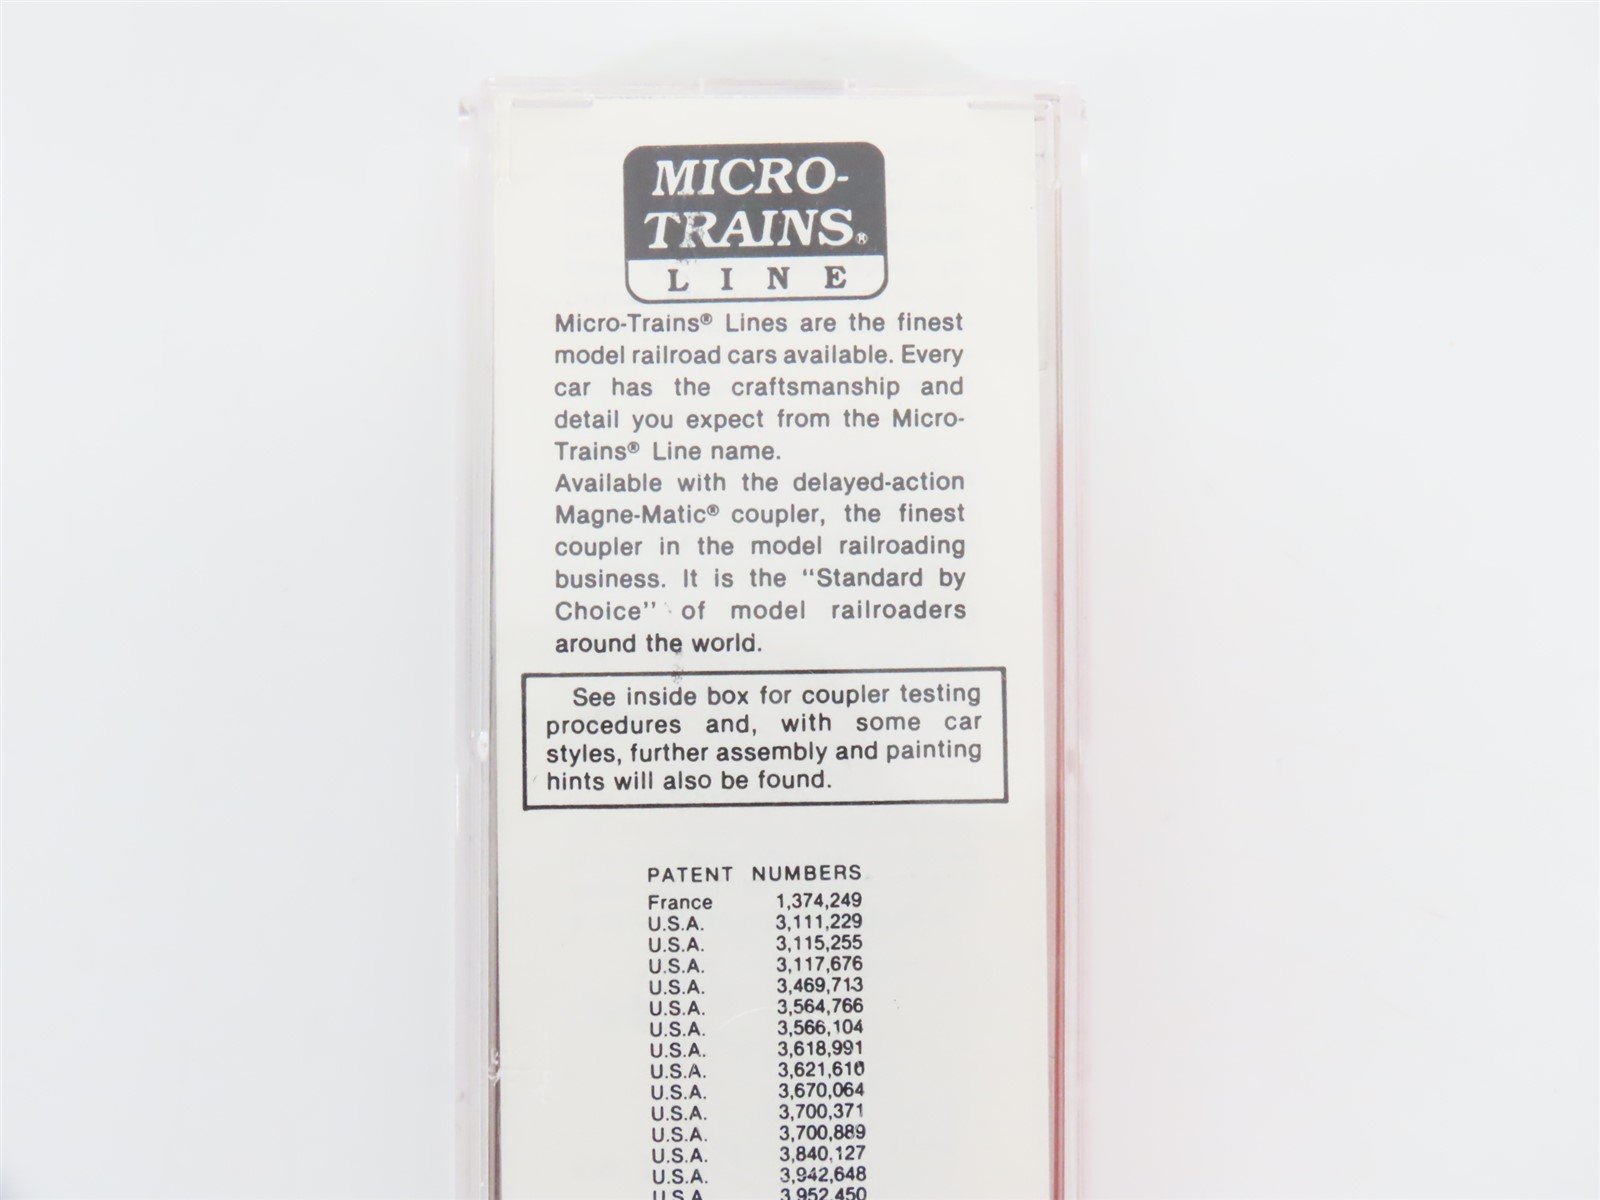 MICRO-
TRAINS®
LINE
Micro-Trains® Lines are the finest
model railroad cars available. Every
car has the craftsmanship and
detail you expect from the Micro-
Trains® Line name.
Available with the delayed-action
Magne-Matic® coupler, the finest
coupler in the model railroading
business. It is the "Standard by
Choice" of model railroaders
around the world.
See inside box for coupler testing
procedures and, with some car
styles, further assembly and painting
hints will also be found.
PATENT NUMBERS
France 1,374,249
U.S.A. 3,111,229
U.S.A. 3,115,255
U.S.A. 3,117,676
U.S.A. 3,469,713
U.S.A. 3,564,766
U.S.A. 3,566,104
U.S.A. 3,618,991
U.S.A. 3,621,610
U.S.A. 3,670,064
U.S.A. 3,700,371
U.S.A. 3,700,889
U.S.A. 3,840,127
U.S.A. 3,942,648
U.S.A. 3,952,450